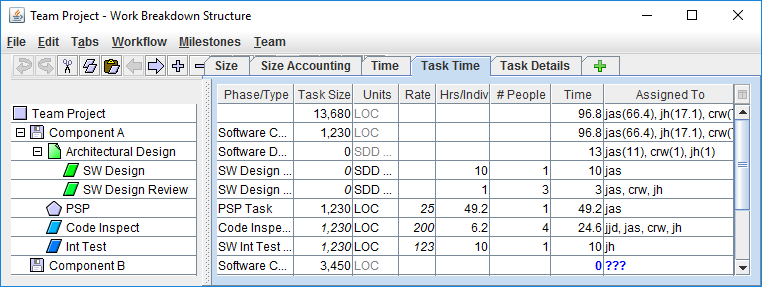 Team Project - Work Breakdown Structure
File Edit Tabs Workflow Milestones Team
Size Size Accounting Time Task Time Task Details
Phase/Type Task Size Units Rate Hrs/Indiv # People Time Assigned To
Team Project 13,680 LOC 96.8 jas(66.4), jh(17.1), crw(
Component A Software C... 1,230 LOC 96.8 jas(66.4), jh(17.1), crw(
Architectural Design Software D... 0 SDD ... 13 jas(11), crw(1), jh(1)
SW Design SW Design ... 0 SDD ... 10 1 10 jas
SW Design Review SW Design ... 0 SDD ... 1 3 3 jas, crw, jh
PSP PSP Task 1,230 LOC 25 49.2 1 49.2 jas
Code Inspect Code Inspe... 1,230 LOC 200 6.2 4 24.6 jjd, jas, crw, jh
Int Test SW Int Test ... 1,230 LOC 123 10 1 10 jh
Component B Software C... 3,450 LOC 0 ???